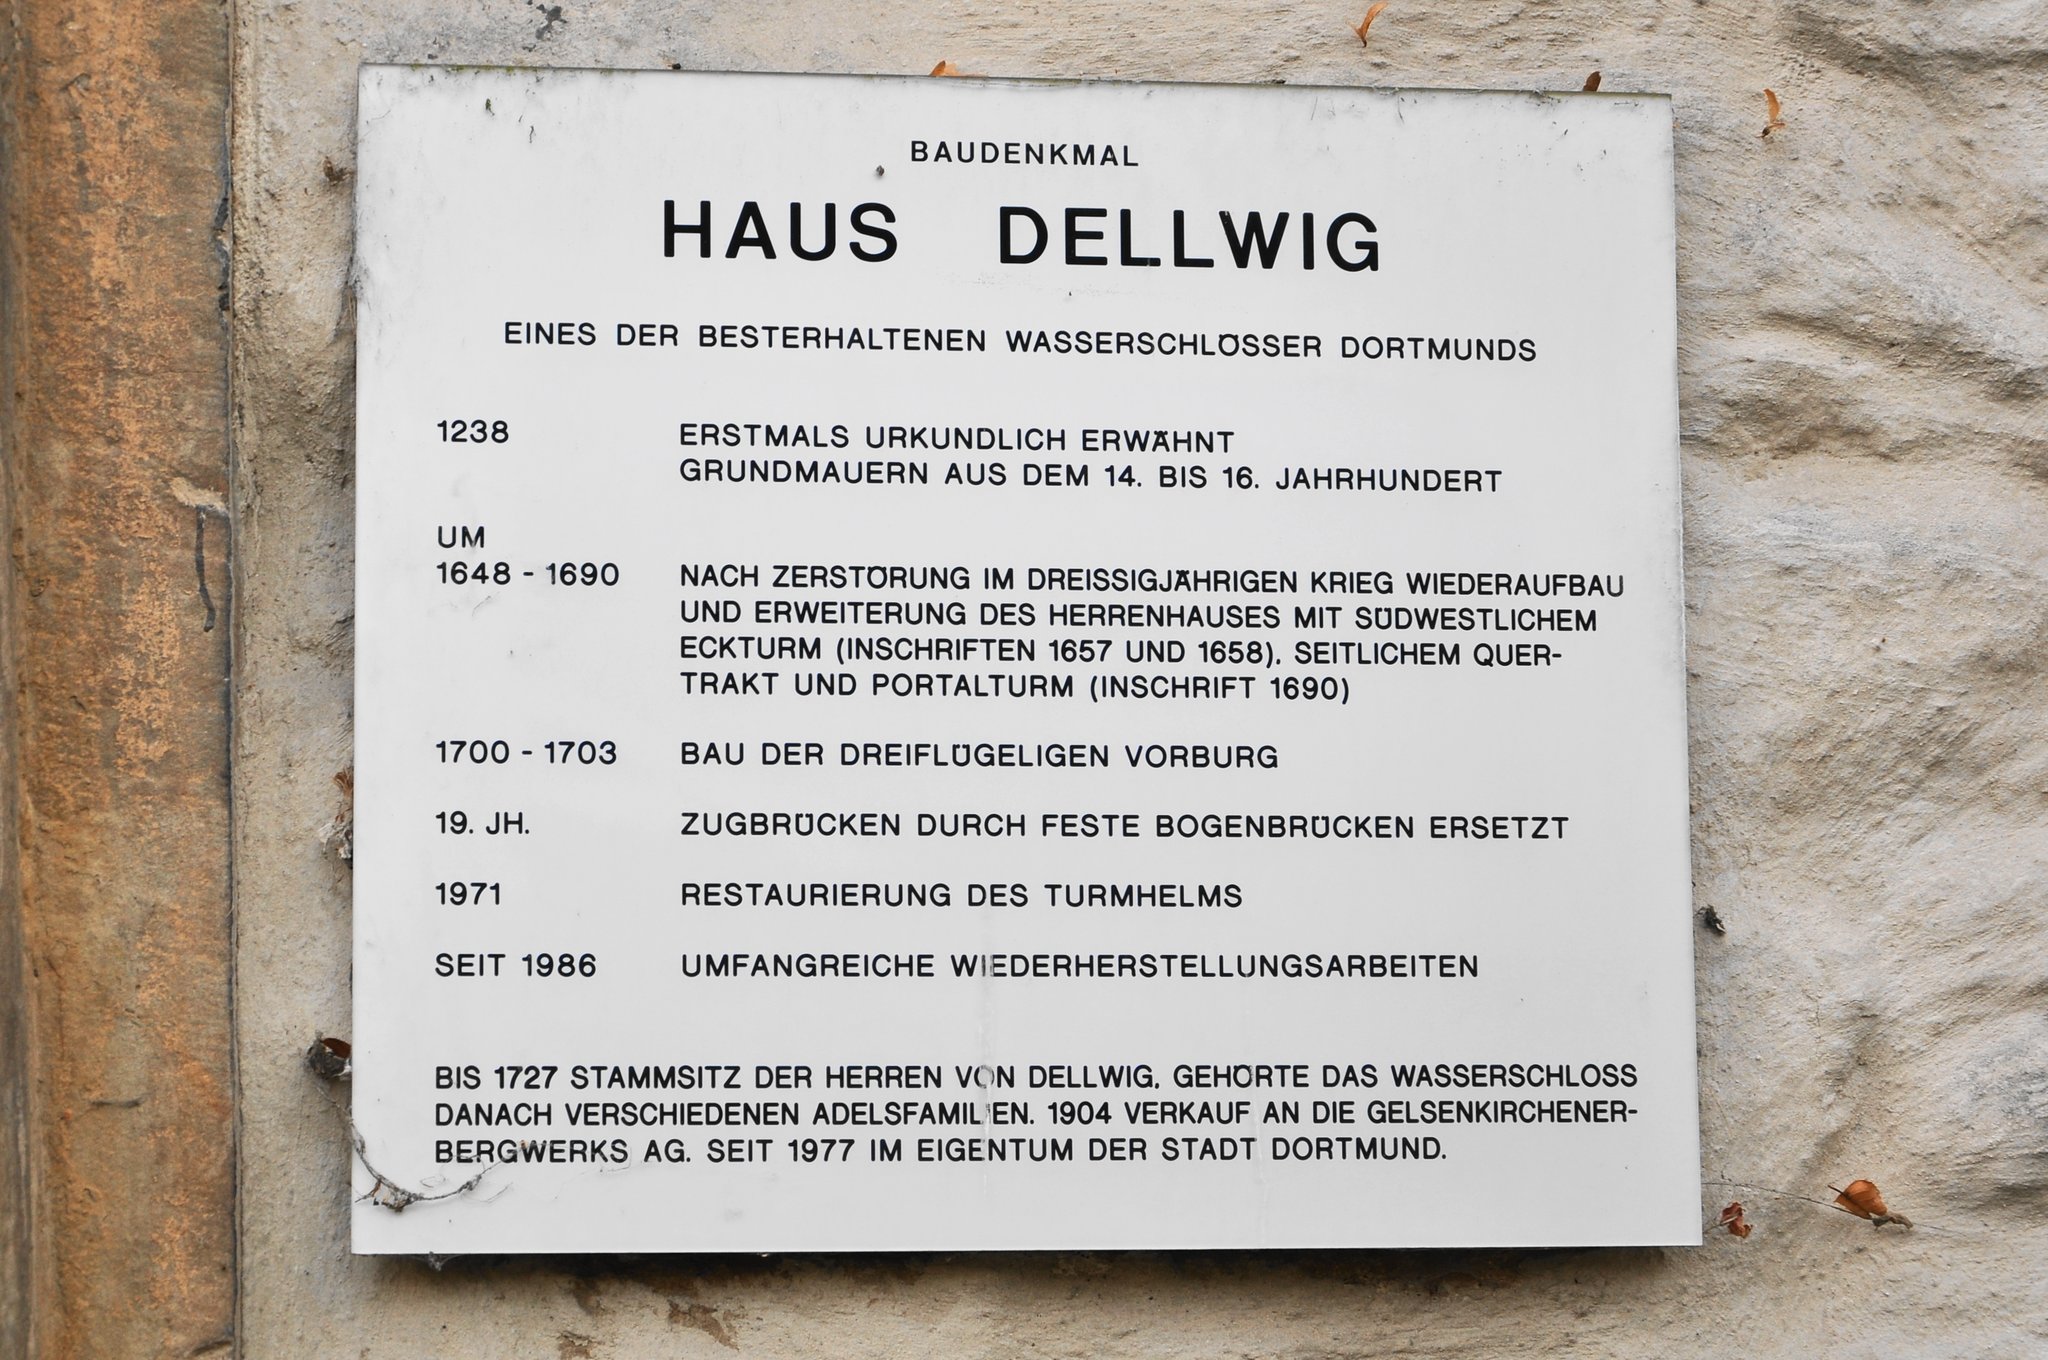 BAUDENKMAL
HAUS DELLWIG
EINES DER BESTERHALTENEN WASSERSCHLÖSSER DORTMUNDS
1238 ERSTMALS URKUNDLICH ERWÄHNT
GRUNDMAUERN AUS DEM 14. BIS 16. JAHRHUNDERT
UM
1648 - 1690 NACH ZERSTÖRUNG IM DREISSIGJÄHRIGEN KRIEG WIEDERAUFBAU
UND ERWEITERUNG DES HERRENHAUSES MIT SÜDWESTLICHEM
ECKTURM (INSCHRIFTEN 1657 UND 1658), SEITLICHEM QUER-
TRAKT UND PORTALTURM (INSCHRIFT 1690)
1700 - 1703 BAU DER DREIFLÜGELIGEN VORBURG
19. JH. ZUGBRÜCKEN DURCH FESTE BOGENBRÜCKEN ERSETZT
1971 RESTAURIERUNG DES TURMHELMS
SEIT 1986 UMFANGREICHE WIEDERHERSTELLUNGSARBEITEN
BIS 1727 STAMMSITZ DER HERREN VON DELLWIG, GEHÖRTE DAS WASSERSCHLOSS
DANACH VERSCHIEDENEN ADELSFAMILIEN. 1904 VERKAUF AN DIE GELSENKIRCHENER-
BERGWERKS AG. SEIT 1977 IM EIGENTUM DER STADT DORTMUND.